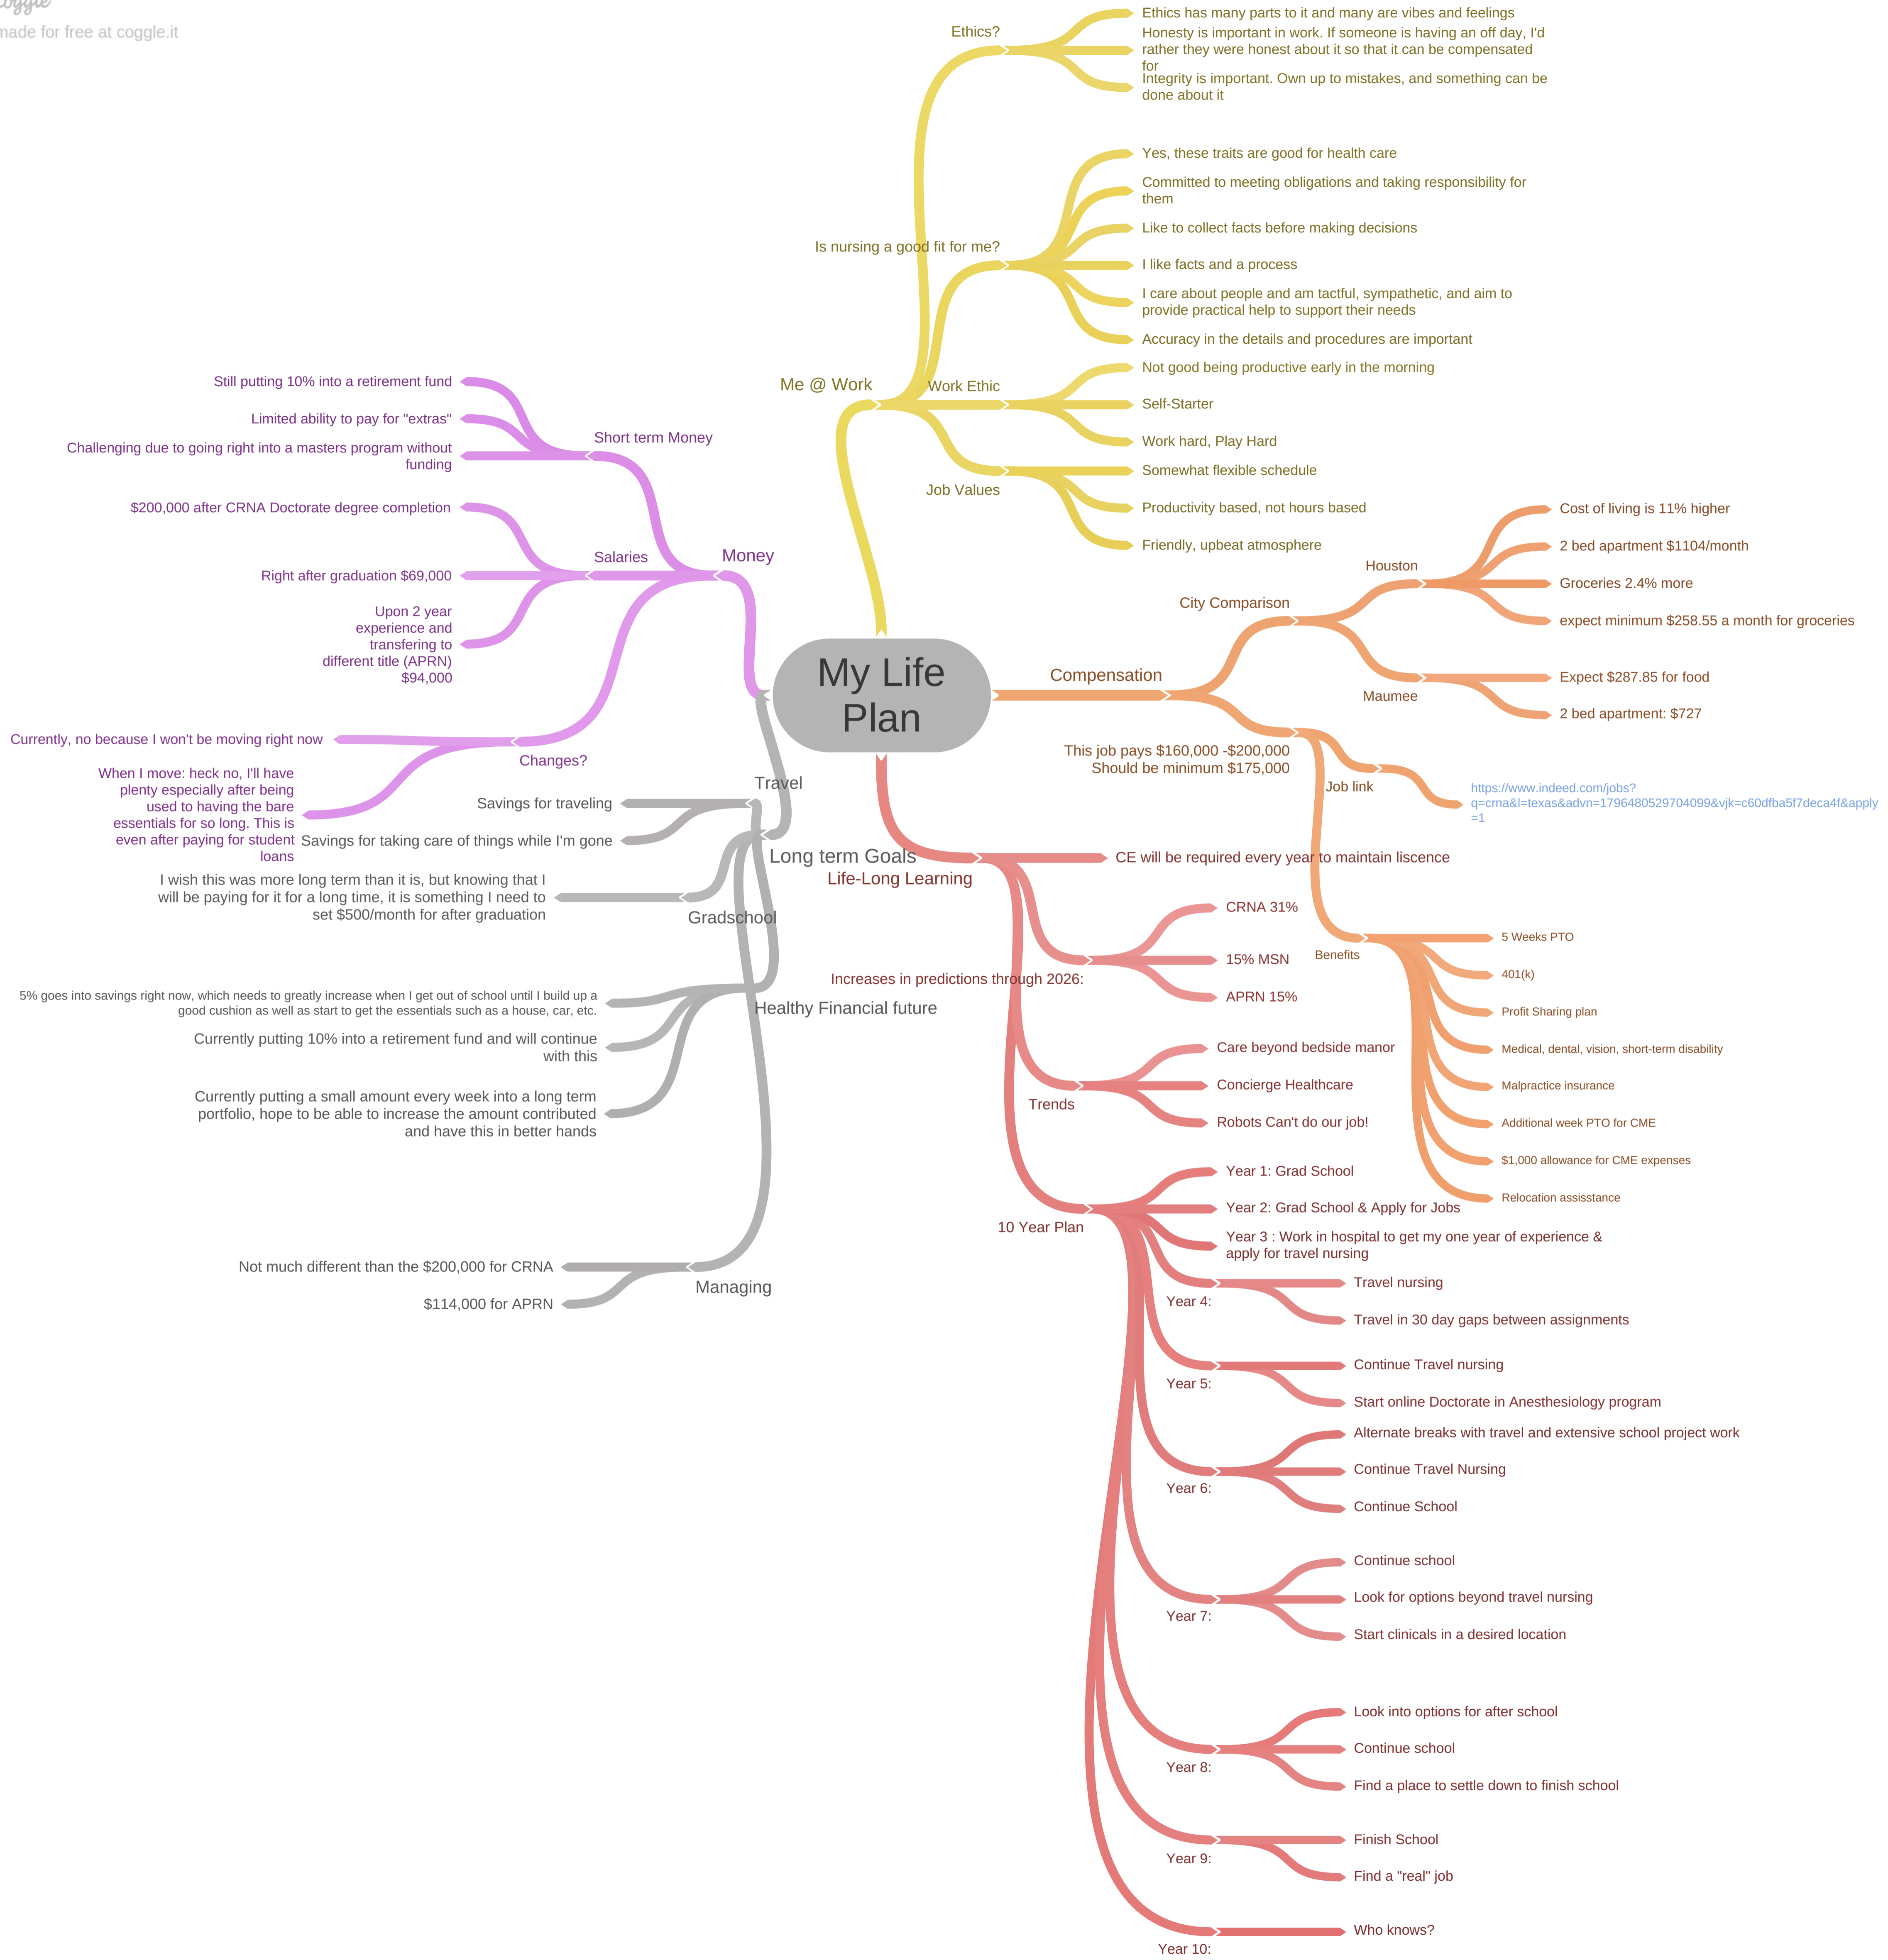 Coggle
made for free at coggle.it
My Life
Plan
Me @ Work
Ethics?
Ethics has many parts to it and many are vibes and feelings
Honesty is important in work. If someone is having an off day, I'd
rather they were honest about it so that it can be compensated
for
Integrity is important. Own up to mistakes, and something can be
done about it
Is nursing a good fit for me?
Yes, these traits are good for health care
Committed to meeting obligations and taking responsibility for
them
Like to collect facts before making decisions
I like facts and a process
I care about people and am tactful, sympathetic, and aim to
provide practical help to support their needs
Accuracy in the details and procedures are important
Work Ethic
Not good being productive early in the morning
Self-Starter
Work hard, Play Hard
Job Values
Somewhat flexible schedule
Productivity based, not hours based
Friendly, upbeat atmosphere
Compensation
City Comparison
Houston
Cost of living is 11% higher
2 bed apartment $1104/month
Groceries 2.4% more
expect minimum $258.55 a month for groceries
Maumee
Expect $287.85 for food
2 bed apartment: $727
This job pays $160,000 -$200,000
Should be minimum $175,000
Job link
https://www.indeed.com/jobs?
q=crna&l=texas&advn=1796480529704099&vjk=c60dfba5f7deca4f&apply
=1
Benefits
5 Weeks PTO
401(k)
Profit Sharing plan
Medical, dental, vision, short-term disability
Malpractice insurance
Additional week PTO for CME
$1,000 allowance for CME expenses
Relocation assisstance
Life-Long Learning
CE will be required every year to maintain liscence
Increases in predictions through 2026:
CRNA 31%
15% MSN
APRN 15%
Trends
Care beyond bedside manor
Concierge Healthcare
Robots Can't do our job!
10 Year Plan
Year 1: Grad School
Year 2: Grad School & Apply for Jobs
Year 3 : Work in hospital to get my one year of experience &
apply for travel nursing
Year 4:
Travel nursing
Travel in 30 day gaps between assignments
Year 5:
Continue Travel nursing
Start online Doctorate in Anesthesiology program
Year 6:
Alternate breaks with travel and extensive school project work
Continue Travel Nursing
Continue School
Year 7:
Continue school
Look for options beyond travel nursing
Start clinicals in a desired location
Year 8:
Look into options for after school
Continue school
Find a place to settle down to finish school
Year 9:
Finish School
Find a "real" job
Year 10:
Who knows?
Money
Short term Money
Still putting 10% into a retirement fund
Limited ability to pay for "extras"
Challenging due to going right into a masters program without
funding
Salaries
$200,000 after CRNA Doctorate degree completion
Right after graduation $69,000
Upon 2 year
experience and
transfering to
different title (APRN)
$94,000
Changes?
Currently, no because I won't be moving right now
When I move: heck no, I'll have
plenty especially after being
used to having the bare
essentials for so long. This is
even after paying for student
loans
Long term Goals
Travel
Savings for traveling
Savings for taking care of things while I'm gone
Gradschool
I wish this was more long term than it is, but knowing that I
will be paying for it for a long time, it is something I need to
set $500/month for after graduation
Healthy Financial future
5% goes into savings right now, which needs to greatly increase when I get out of school until I build up a
good cushion as well as start to get the essentials such as a house, car, etc.
Currently putting 10% into a retirement fund and will continue
with this
Currently putting a small amount every week into a long term
portfolio, hope to be able to increase the amount contributed
and have this in better hands
Managing
Not much different than the $200,000 for CRNA
$114,000 for APRN